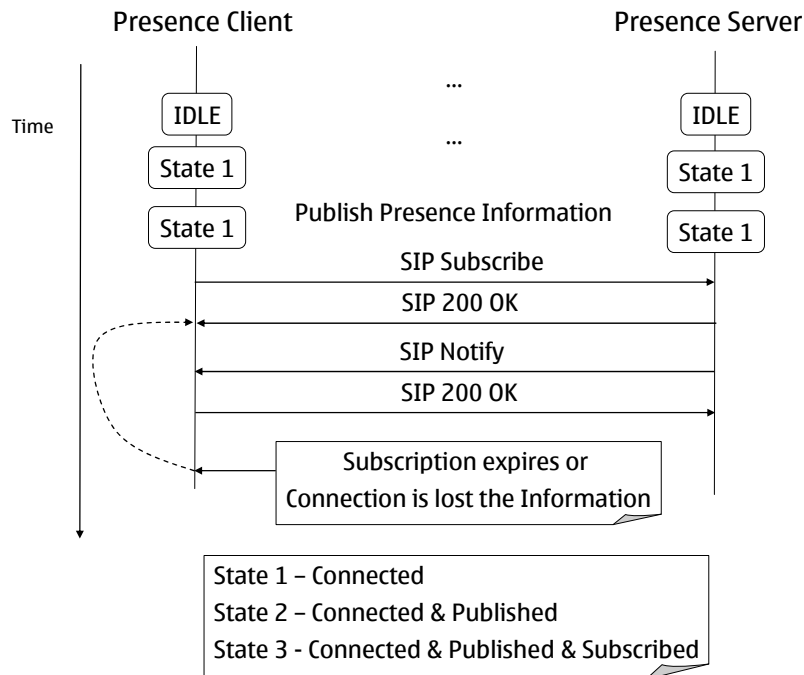 Presence Client
Presence Server
...
Time
IDLE
IDLE
...
State 1
State 1
Publish Presence Information
State 1
State 1
SIP Subscribe
SIP 200 OK
SIP Notify
SIP 200 OK
Subscription expires or
Connection is lost the Information
State 1 – Connected
State 2 – Connected & Published
State 3 - Connected & Published & Subscribed